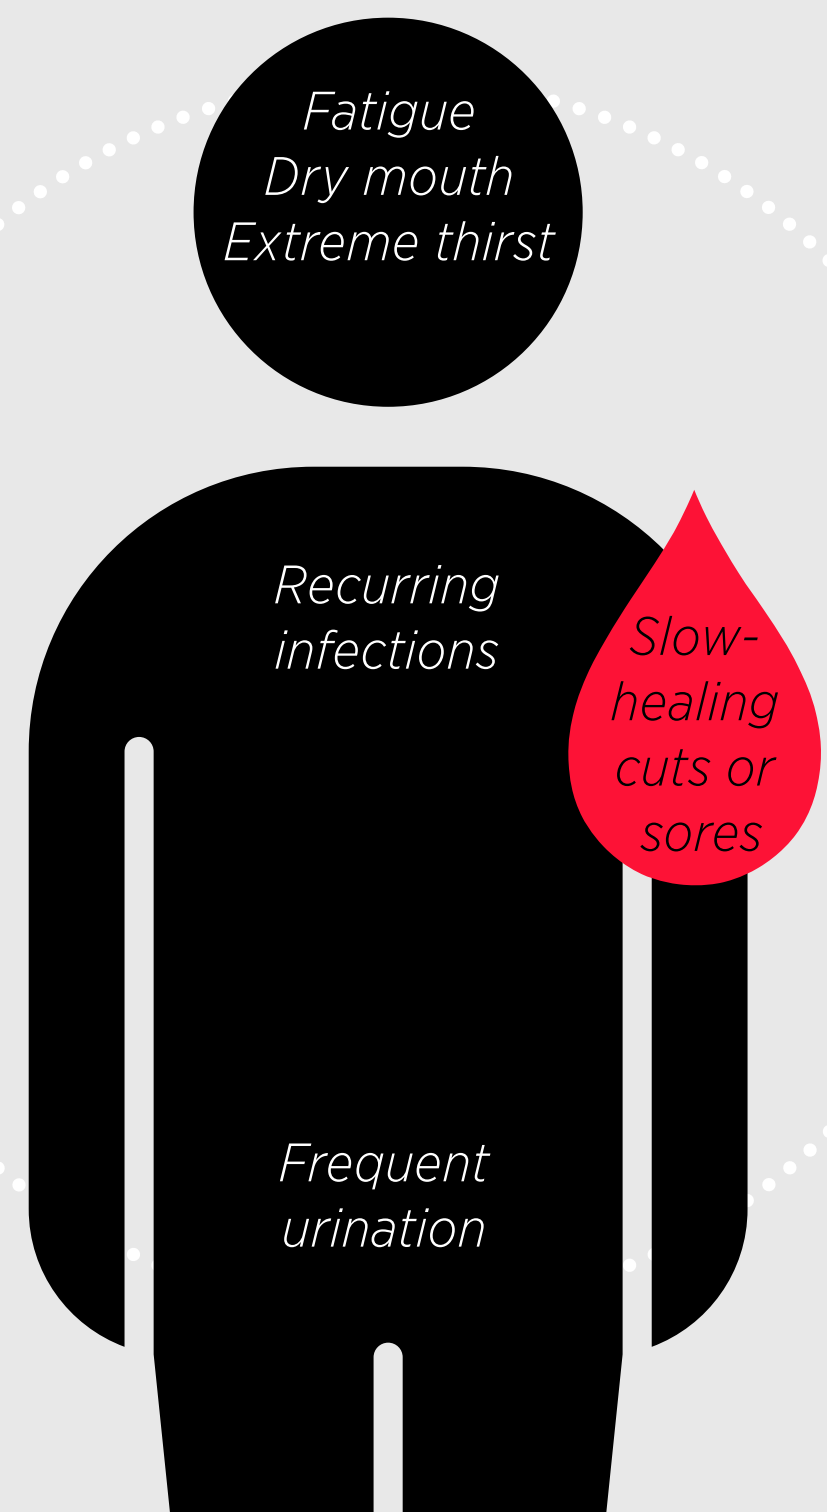 Fatigue
Dry mouth
Extreme thirst
Recurring
infections
Slow-
healing
cuts or
sores
Frequent
urination